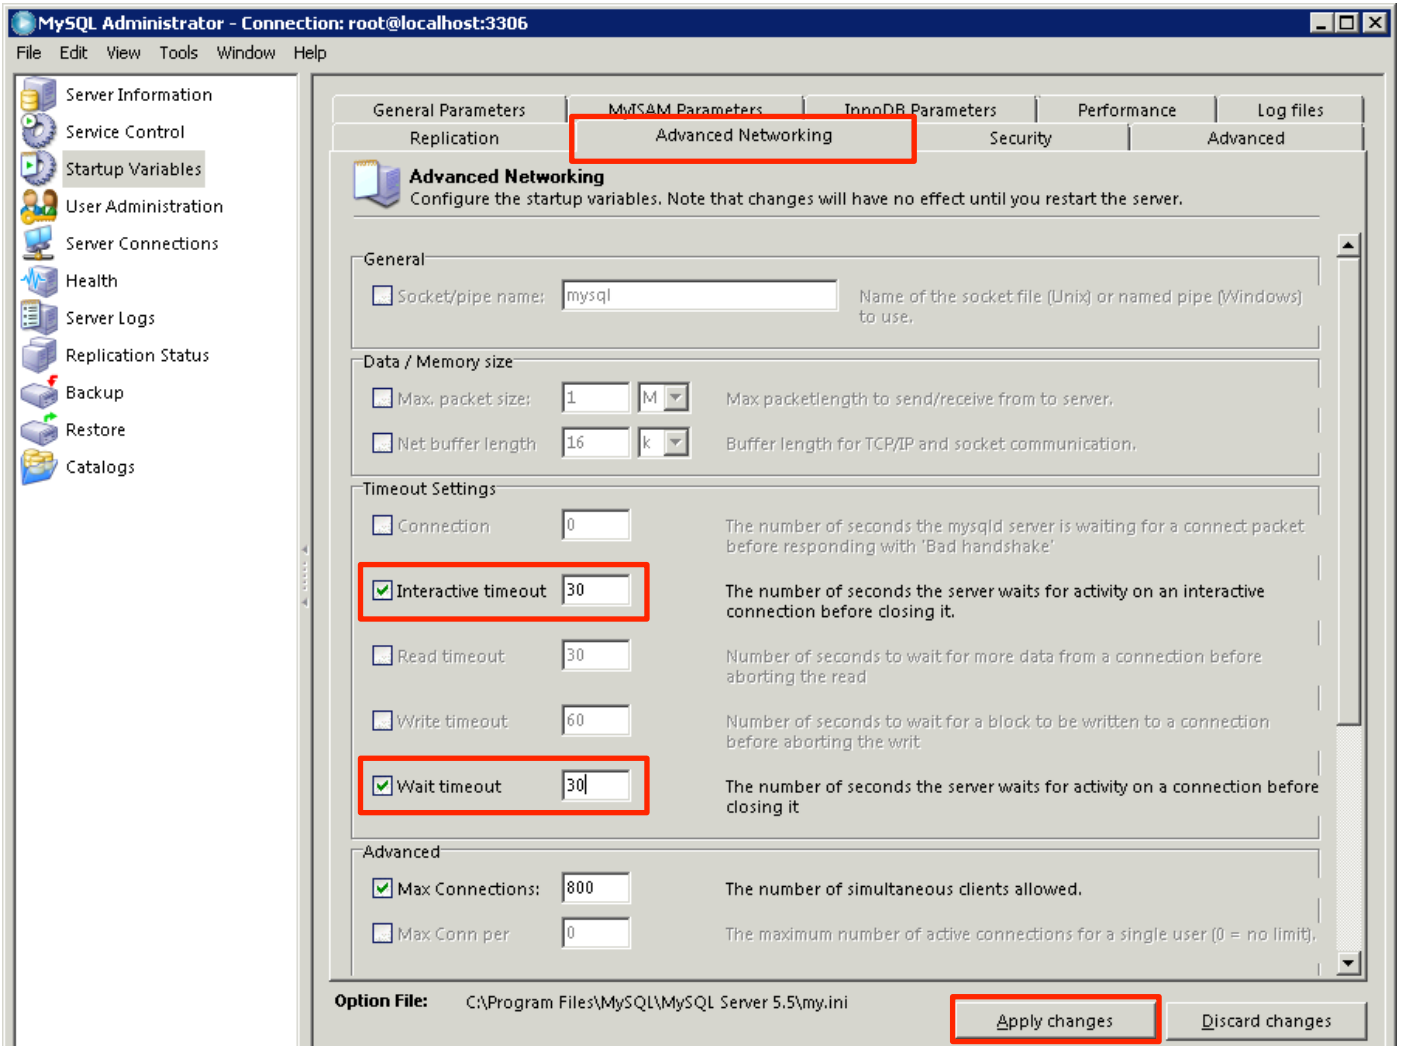 MySQL Administrator - Connection: root@localhost:3306
File Edit View Tools Window Help
Server Information
Service Control
Startup Variables
User Administration
Server Connections
Health
Server Logs
Replication Status
Backup
Restore
Catalogs
General Parameters MyISAM Parameters InnoDB Parameters Performance Log files
Replication Advanced Networking Security Advanced
Advanced Networking
Configure the startup variables. Note that changes will have no effect until you restart the server.
General
Socket/pipe name: mysql Name of the socket file (Unix) or named pipe (Windows)
to use.
Data / Memory size
Max. packet size: 1 M Max packetlength to send/receive from to server.
Net buffer length 16 k Buffer length for TCP/IP and socket communication.
Timeout Settings
Connection 0 The number of seconds the mysqld server is waiting for a connect packet
before responding with 'Bad handshake'
Interactive timeout 30 The number of seconds the server waits for activity on an interactive
connection before closing it.
Read timeout 30 Number of seconds to wait for more data from a connection before
aborting the read
Write timeout 60 Number of seconds to wait for a block to be written to a connection
before aborting the writ
Wait timeout 30 The number of seconds the server waits for activity on a connection before
closing it
Advanced
Max Connections: 800 The number of simultaneous clients allowed.
Max Conn per 0 The maximum number of active connections for a single user (0 = no limit).
Option File: C:\Program Files\MySQL\MySQL Server 5.5\my.ini
Apply changes Discard changes